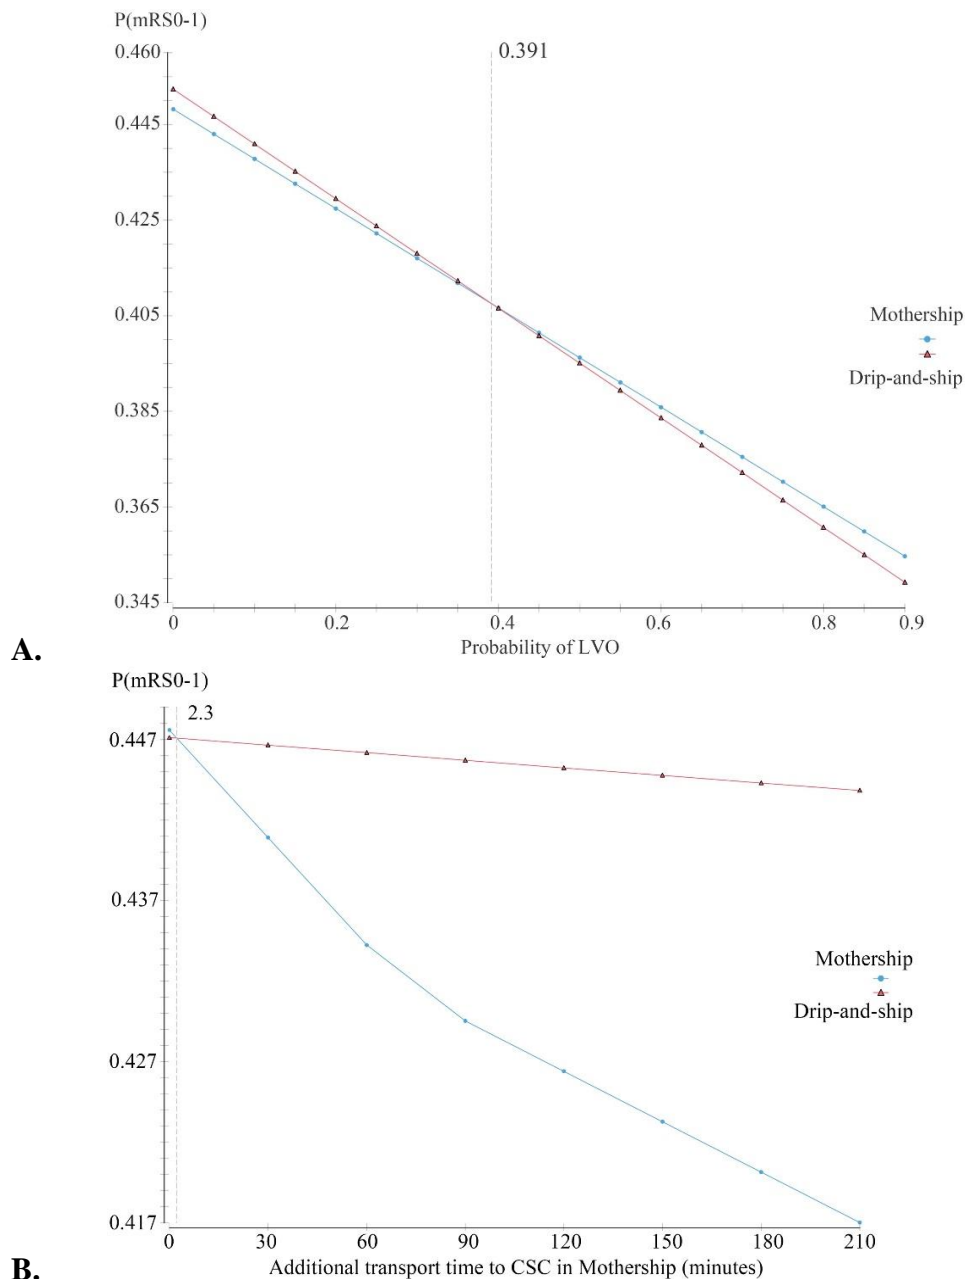 P(mRS0-1)
0.460
0.391
0.445
0.425
0.405
Mothership
Drip-and-ship
0.385
0.365
0.345
0 0.2 0.4 0.6 0.8 0.9
Probability of LVO
A.
P(mRS0-1)
2.3
0.447
0.437
Mothership
Drip-and-ship
0.427
0.417
0 30 60 90 120 150 180 210
Additional transport time to CSC in Mothership (minutes)
B.